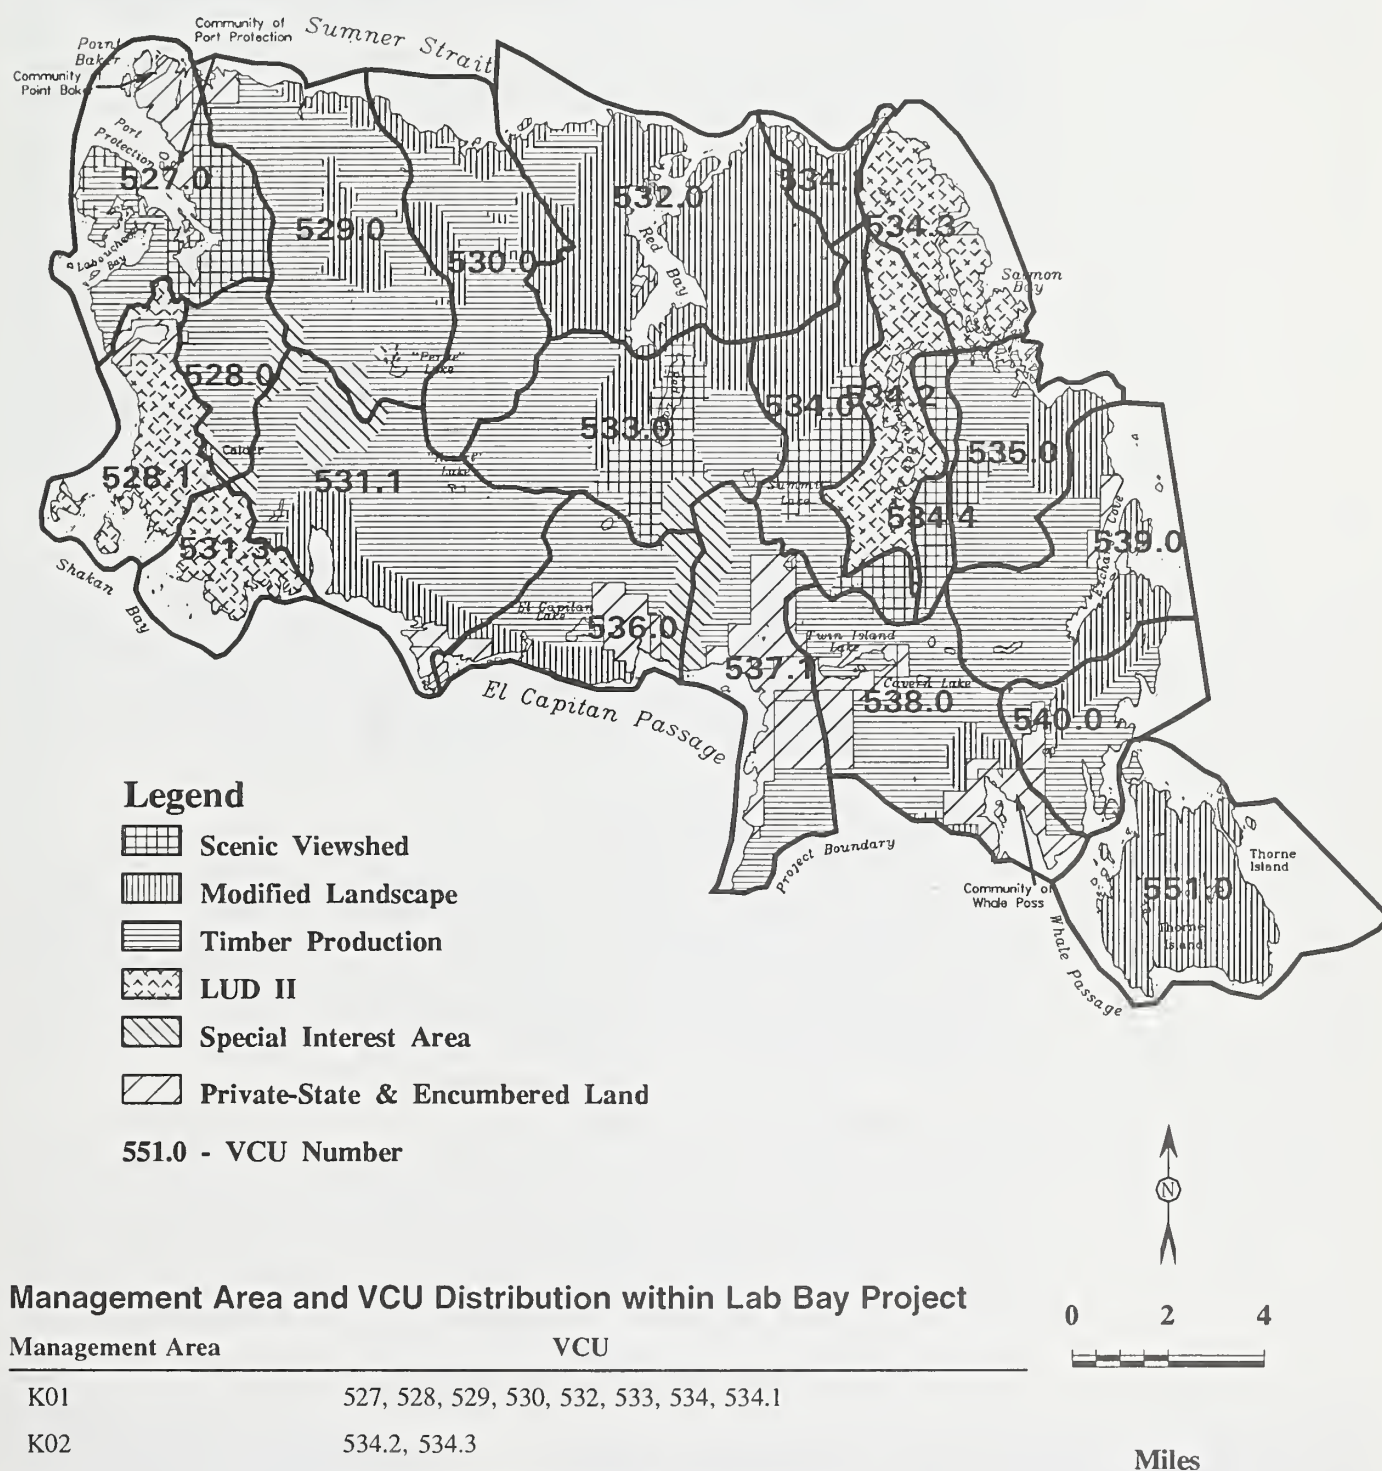 Community of
Port Protection
Sumner Strait
Point
Baker
Community of
Point Baker
Port
Protection
527.0
Labouchere
Bay
529.0
530.0
532.0
Red
Bay
534.1
534.3
Salmon
Bay
528.0
Lake
533.0
534.0
534.2
535.0
Calder
528.1
531.1
Lake
Summit
Lake
534.4
Exchange Cove
539.0
531.3
Shakan
Bay
El Capitan
Lake
536.0
Twin Island
Lake
537.1
Cavern Lake
538.0
540.0
El Capitan Passage
Project Boundary
Community of
Whale Pass
Thorne
Island
551.0
Thorne
Island
Whale Passage
Legend
Scenic Viewshed
Modified Landscape
Timber Production
LUD II
Special Interest Area
Private-State & Encumbered Land
551.0 - VCU Number
N
Management Area and VCU Distribution within Lab Bay Project
0 2 4
Management Area VCU
K01 527, 528, 529, 530, 532, 533, 534, 534.1
K02 534.2, 534.3
Miles